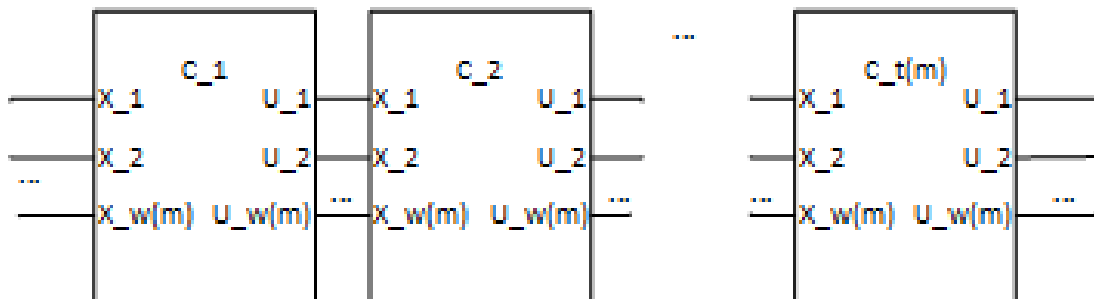 ...
C_1 C_2 C_t(m)
X_1 U_1 X_1 U_1 X_1 U_1
X_2 U_2 X_2 U_2 X_2 U_2
... ... ... ... ...
X_w(m) U_w(m) X_w(m) U_w(m) X_w(m) U_w(m)